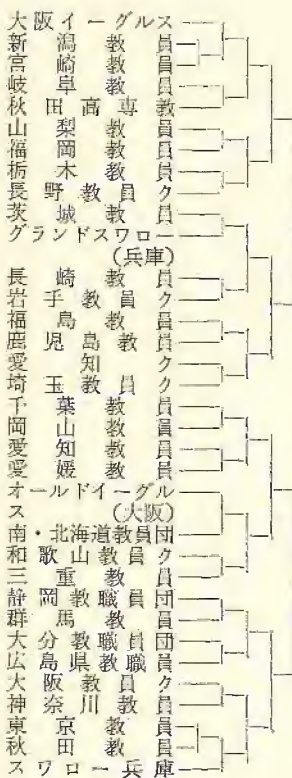 大阪イーグルス
新潟教員
宮崎教員
岐阜教員
秋田高専教
山梨教員
福岡教員
栃木教員
長野教員ク
茨城教員
グランドスワロー
(兵庫)
長崎教員
岩手教員ク
福島教員
鹿児島教員
愛知ク
埼玉教員ク
千葉教員
岡山教員
愛知教員
愛媛教員
オールドイーグル
ス(大阪)
南・北海道教員団
和歌山教員ク
三重教員
静岡教職員団
群馬教員
大分教職員団
広島県教職員
大阪教員ク
神奈川教員
東京教員
秋田教員
スワロー兵庫